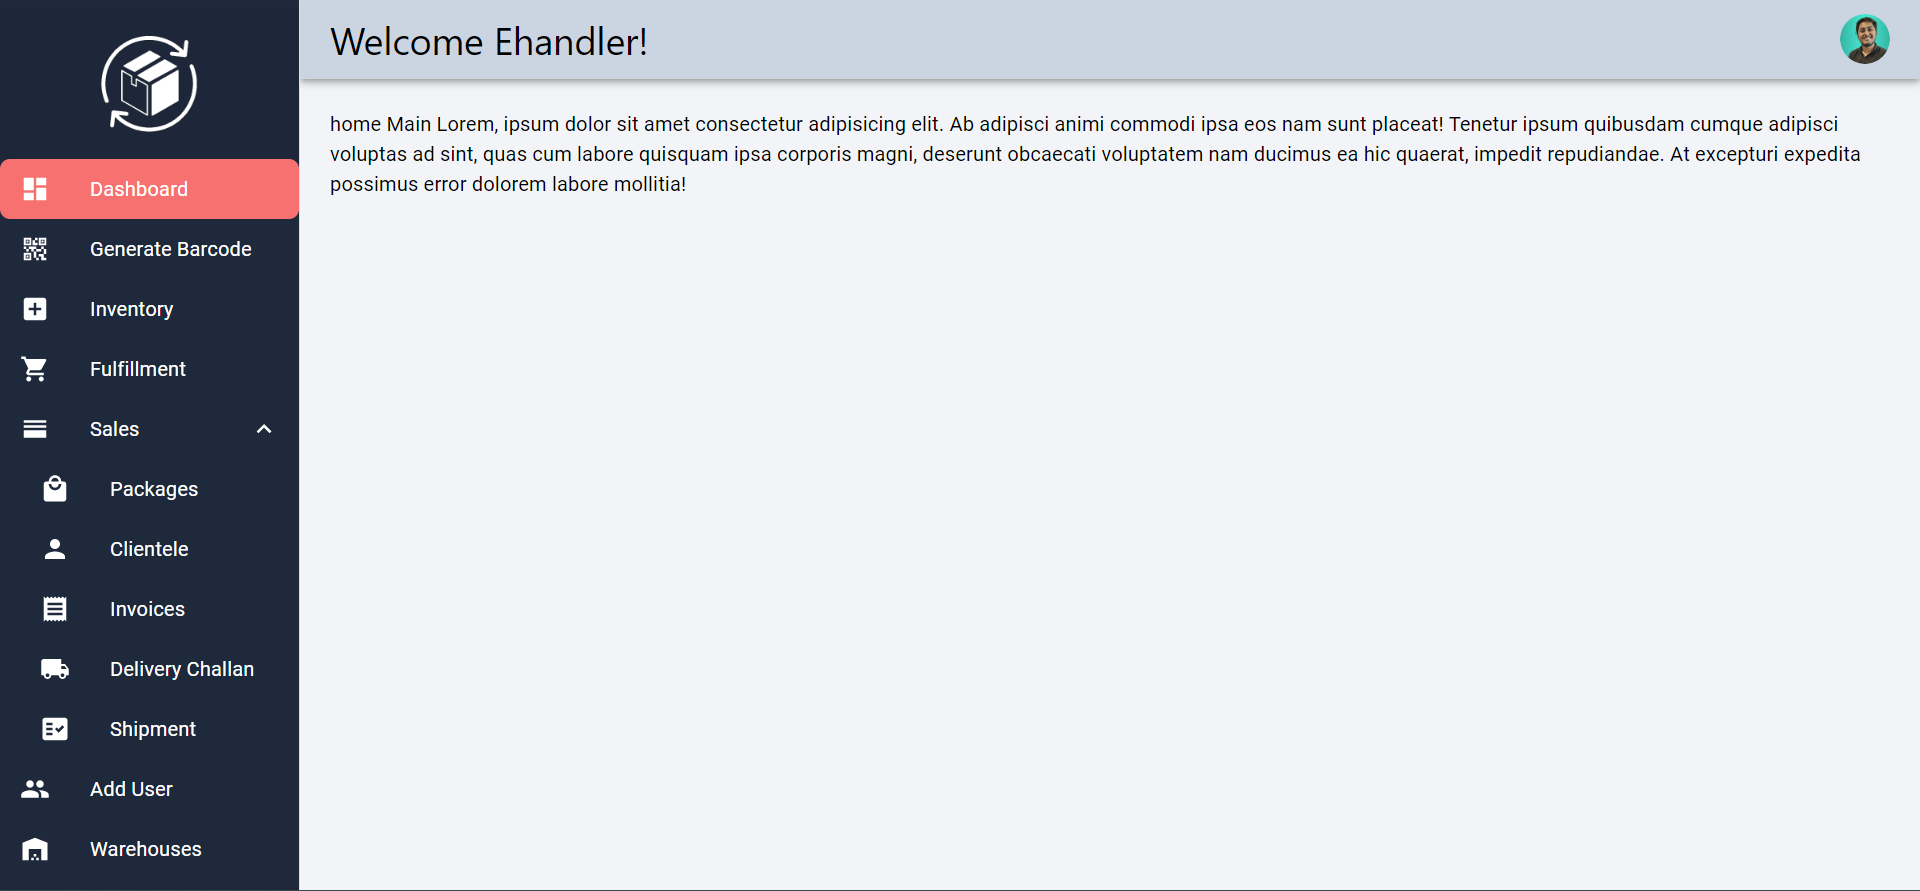 Welcome Ehandler!
home Main Lorem, ipsum dolor sit amet consectetur adipisicing elit. Ab adipisci animi commodi ipsa eos nam sunt placeat! Tenetur ipsum quibusdam cumque adipisci
voluptas ad sint, quas cum labore quisquam ipsa corporis magni, deserunt obcaecati voluptatem nam ducimus ea hic quaerat, impedit repudiandae. At excepturi expedita
possimus error dolorem labore mollitia!
Dashboard
Generate Barcode
Inventory
Fulfillment
Sales
Packages
Clientele
Invoices
Delivery Challan
Shipment
Add User
Warehouses